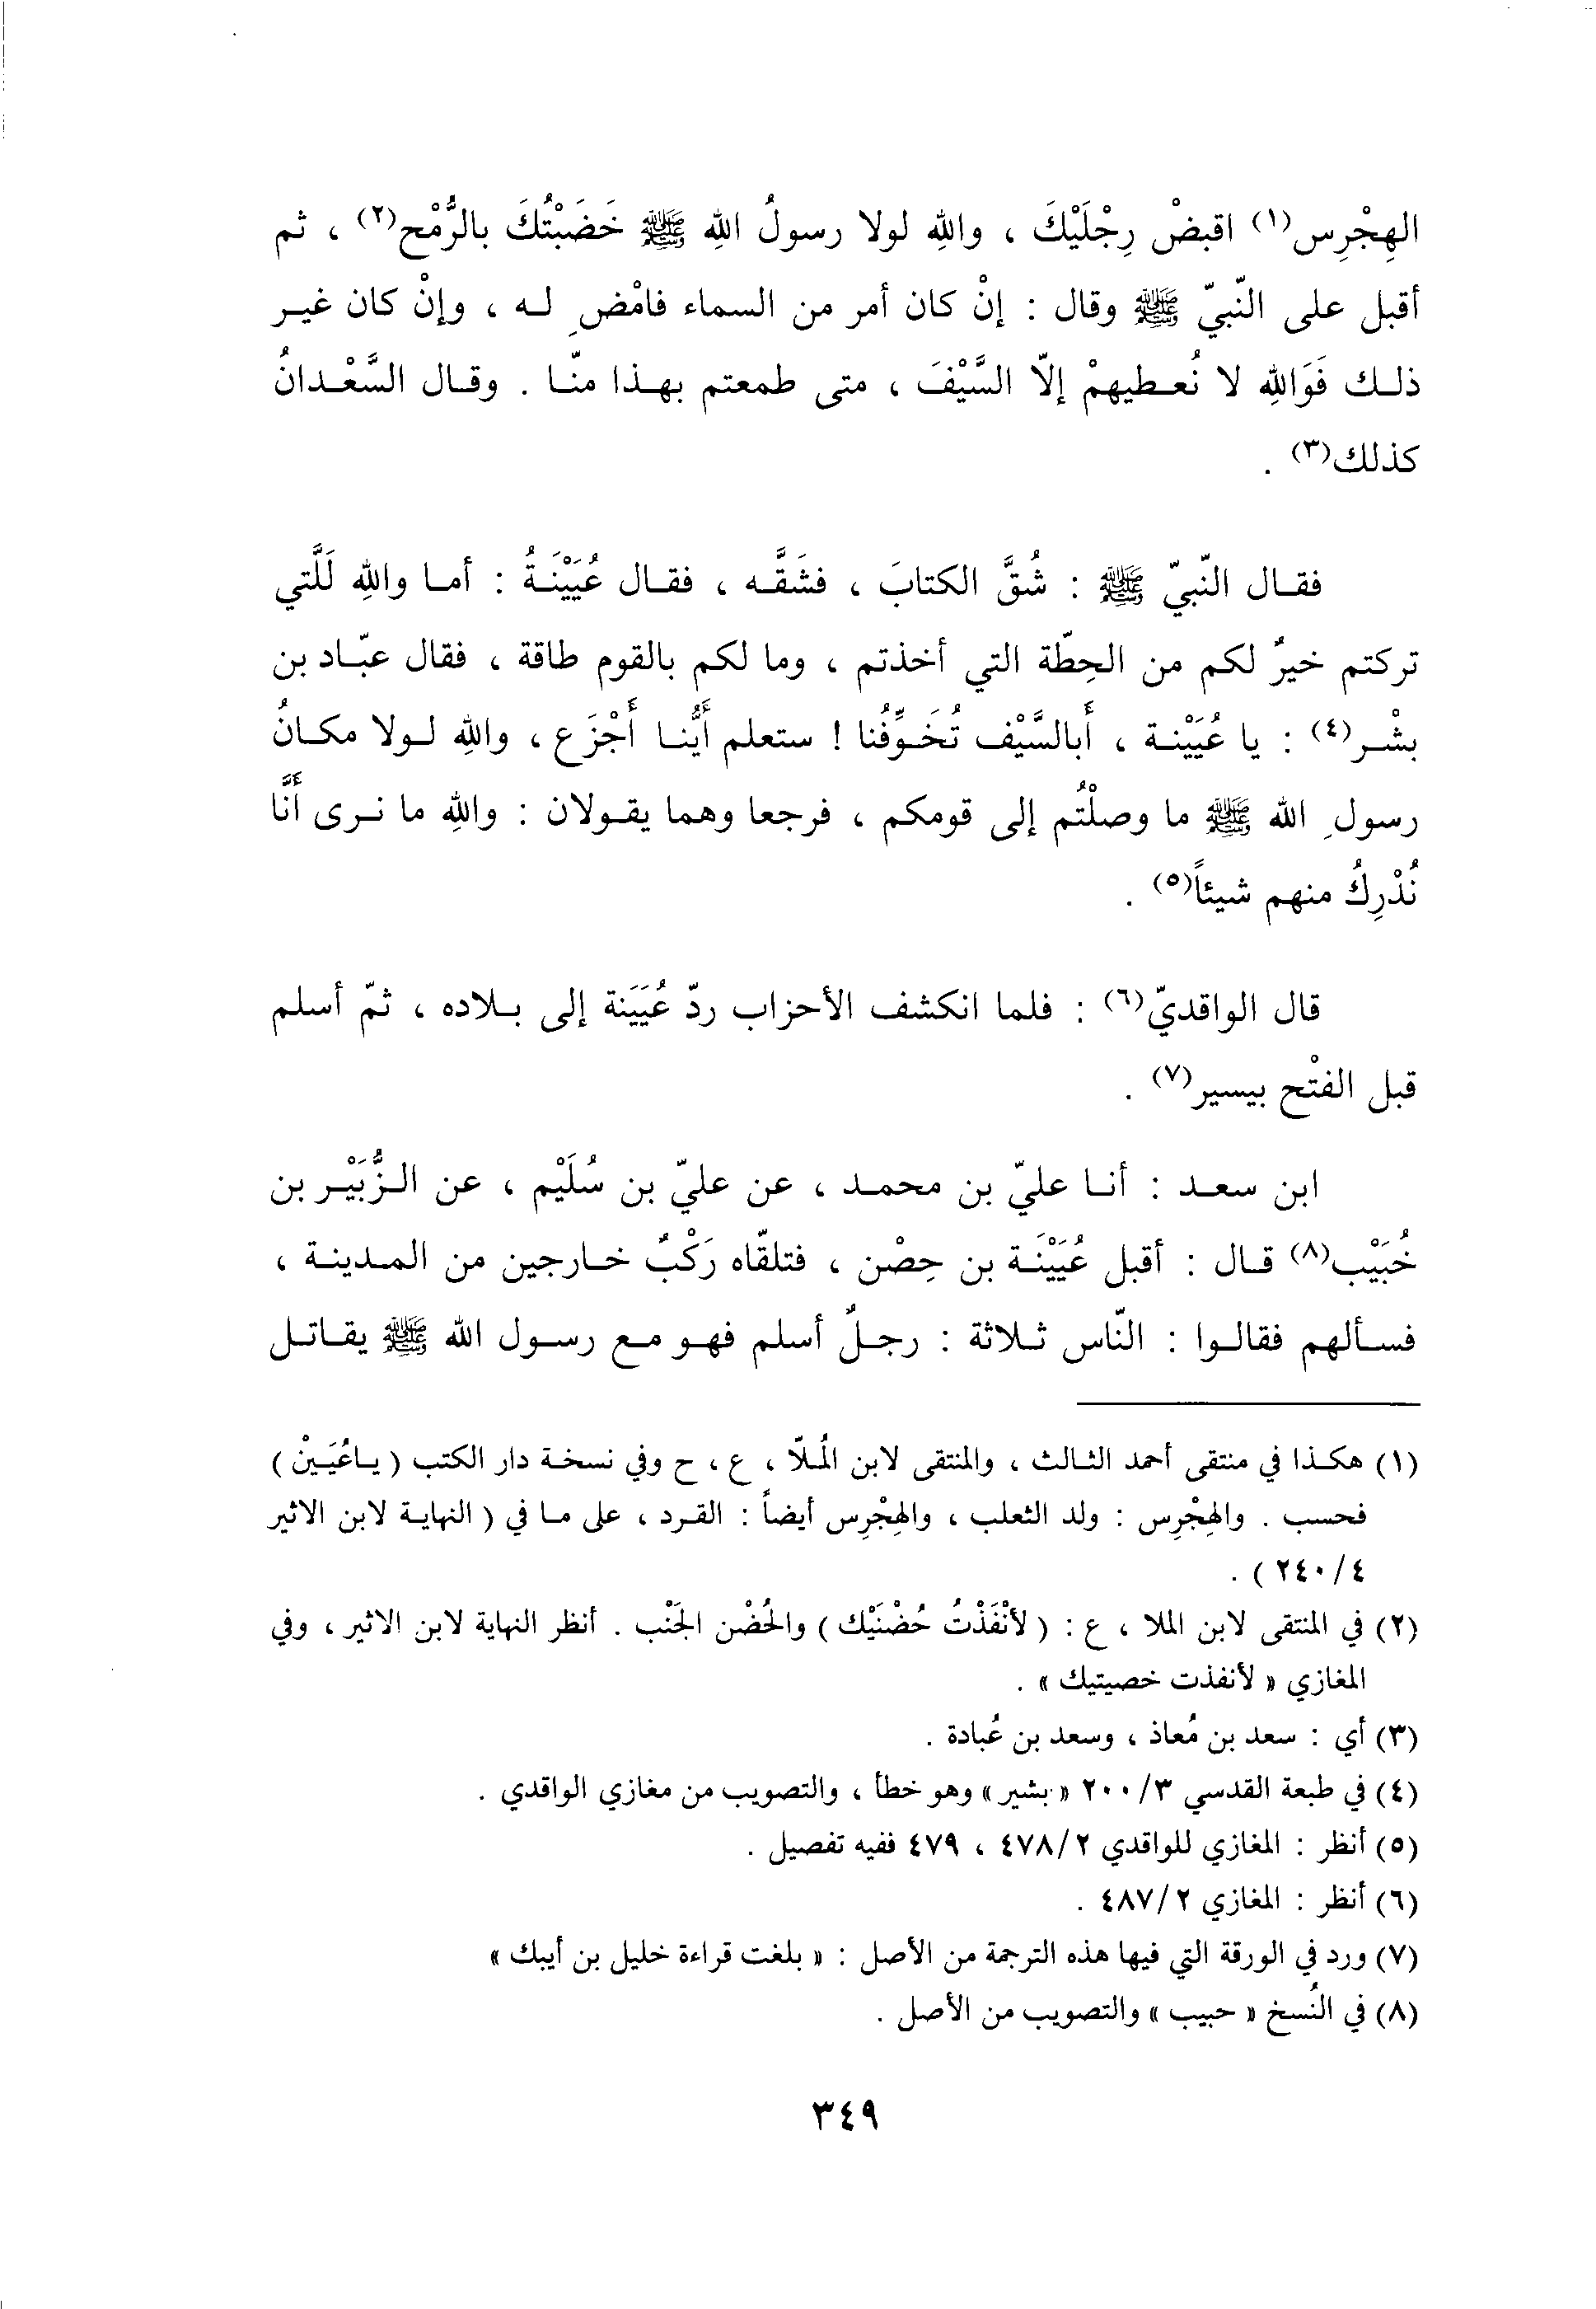 الهِجْرِس(١) اقبضْ رِجْلَيْكَ ، واللهِ لولا رسولُ اللهِ ﷺ خَضَبْتُكَ بالرُّمْح(٢) ، ثم
أقبل على النّبيّ ﷺ وقال : إنْ كان أمر من السماء فامْضِ له ، وإنْ كان غير
ذلك فَوَاللهِ لا نُعطيهمْ إلّا السَّيْفَ ، متى طمعتم بهذا منّا . وقال السَّعْدانُ
كذلك(٣) .
فقال النّبيّ ﷺ : شُقَّ الكتابَ ، فشَقَّه ، فقال عُيَيْنَةُ : أما واللهِ لَلَّتي
تركتم خيرٌ لكم من الحِطّة التي أخذتم ، وما لكم بالقوم طاقة ، فقال عبّاد بن
بشْر(٤) : يا عُيَيْنة ، أَبالسَّيْف تُخَوِّفُنا ! ستعلم أَيُّنا أَجْزَع ، واللهِ لولا مكانُ
رسولِ الله ﷺ ما وصلْتُم إلى قومكم ، فرجعا وهما يقولان : واللهِ ما نرى أَنَّا
نُدْرِكُ منهم شيئاً(٥) .
قال الواقديّ(٦) : فلما انكشف الأحزاب ردّ عُيَيَنة إلى بلاده ، ثمّ أسلم
قبل الفتْح بيسير(٧) .
ابن سعد : أنا عليّ بن محمد ، عن عليّ بن سُلَيْم ، عن الزُّبَيْر بن
خُبَيْب(٨) قال : أقبل عُيَيْنَة بن حِصْن ، فتلقّاه رَكْبٌ خارجين من المدينة ،
فسألهم فقالوا : النّاس ثلاثة : رجلٌ أسلم فهو مع رسول الله ﷺ يقاتل
(١) هكذا في منتقى أحمد الثالث ، والمنتقى لابن المُلّا ، ع ، ح وفي نسخة دار الكتب ( ياعُيَيْن )
فحسب . والهِجْرِس : ولد الثعلب ، والهِجْرِس أيضاً : القرد ، على ما في ( النهاية لابن الاثير
٢٤٠/٤ ) .
(٢) في المنتقى لابن الملا ، ع : ( لأنْفَذْتُ حُضْنَيْك ) والحُضْن الجَنْب . أنظر النهاية لابن الاثير ، وفي
المغازي « لأنفذت خصيتيك » .
(٣) أي : سعد بن مُعاذ ، وسعد بن عُبادة .
(٤) في طبعة القدسي ٢٠٠/٣ « بشير » وهو خطأ ، والتصويب من مغازي الواقدي .
(٥) أنظر : المغازي للواقدي ٤٧٨/٢ ، ٤٧٩ ففيه تفصيل .
(٦) أنظر : المغازي ٤٨٧/٢ .
(٧) ورد في الورقة التي فيها هذه الترجمة من الأصل : « بلغت قراءة خليل بن أيبك »
(٨) في النُسخ « حبيب » والتصويب من الأصل .
٣٤٩